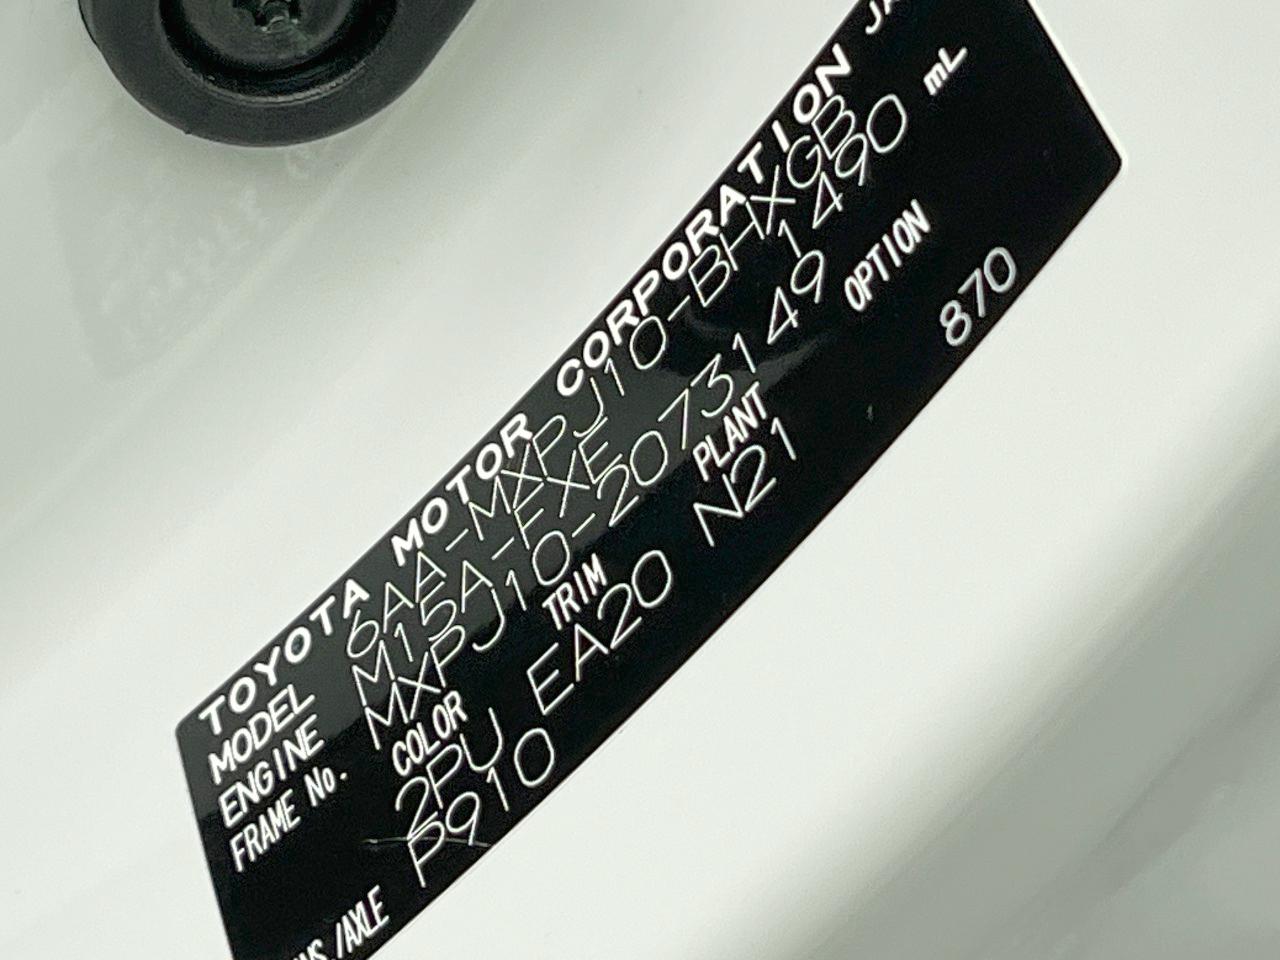 TOYOTA MOTOR CORPORATION
MODEL 6AA-MXPJ10-BHXGB
ENGINE M15A-FXE 1490 mL
FRAME No. MXPJ10-2073149
COLOR TRIM PLANT OPTION
2PU EA20 N21 870
/AXLE P910